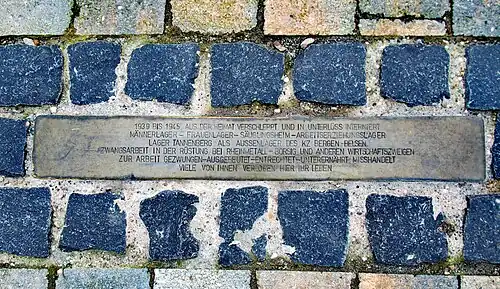 1939 BIS 1945 AUS DER HEIMAT VERSCHLEPPT UND IN UNTERLÜSS INTERNIERT
MÄNNERLAGER - FRAUENLAGER - SÄUGLINGSHEIM - ARBEITSERZIEHUNGSLAGER
LAGER TANNENBERG ALS AUSSENLAGER DES KZ BERGEN-BELSEN.
ZWANGSARBEIT IN DER RÜSTUNG BEI RHEINMETALL - BORSIG UND ANDEREN WIRTSCHAFTSZWEIGEN
ZUR ARBEIT GEZWUNGEN-AUSGEBEUTET-ENTRECHTET-UNTERERNÄHRT MISSHANDELT
VIELE VON IHNEN VERLOREN HIER IHR LEBEN